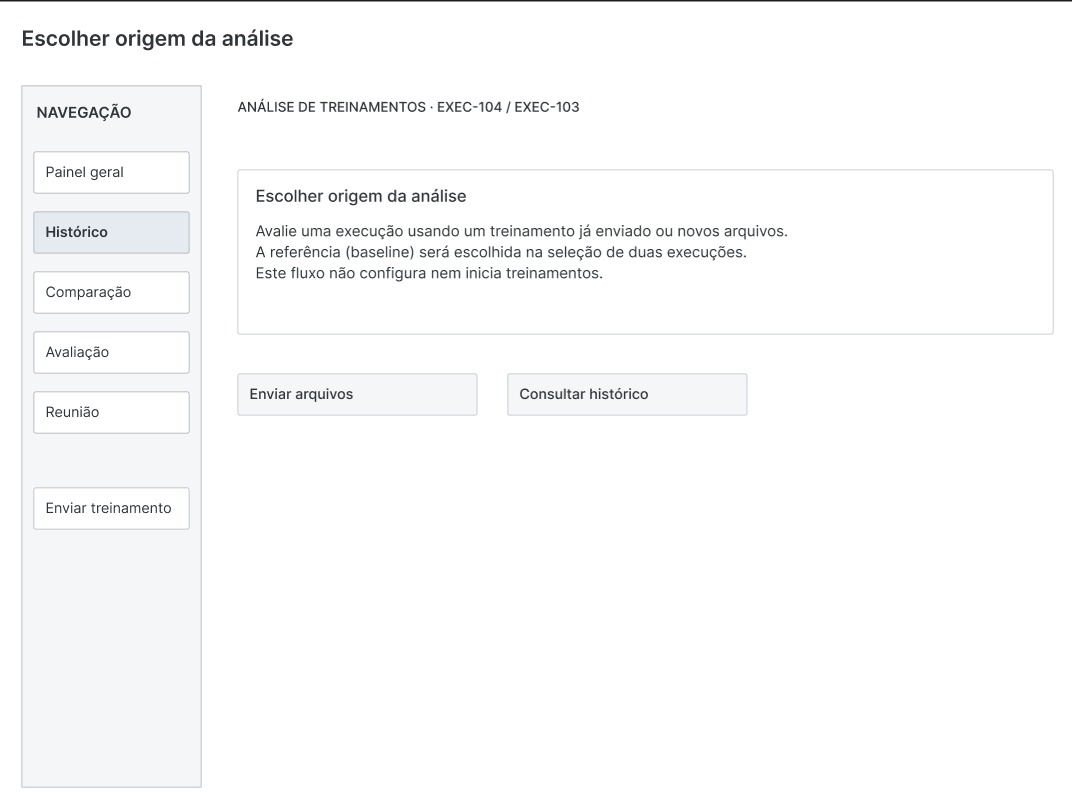 Escolher origem da análise
NAVEGAÇÃO
Painel geral
Histórico
Comparação
Avaliação
Reunião
Enviar treinamento
ANÁLISE DE TREINAMENTOS · EXEC-104 / EXEC-103
Escolher origem da análise
Avalie uma execução usando um treinamento já enviado ou novos arquivos.
A referência (baseline) será escolhida na seleção de duas execuções.
Este fluxo não configura nem inicia treinamentos.
Enviar arquivos
Consultar histórico